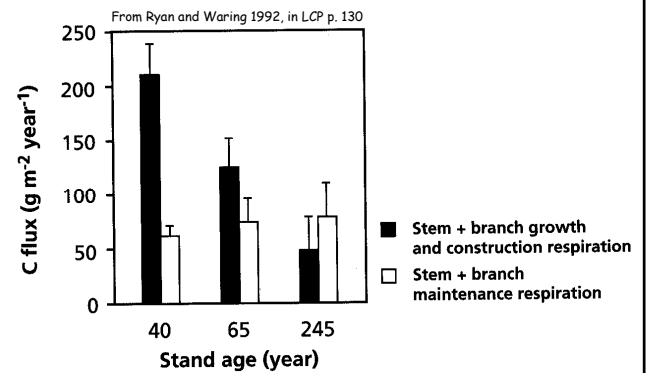 From Ryan and Waring 1992, in LCP p. 130
250
200
150
100
50
0
C flux (g m⁻² year⁻¹)
40 65 245
Stand age (year)
Stem + branch growth
and construction respiration
Stem + branch
maintenance respiration